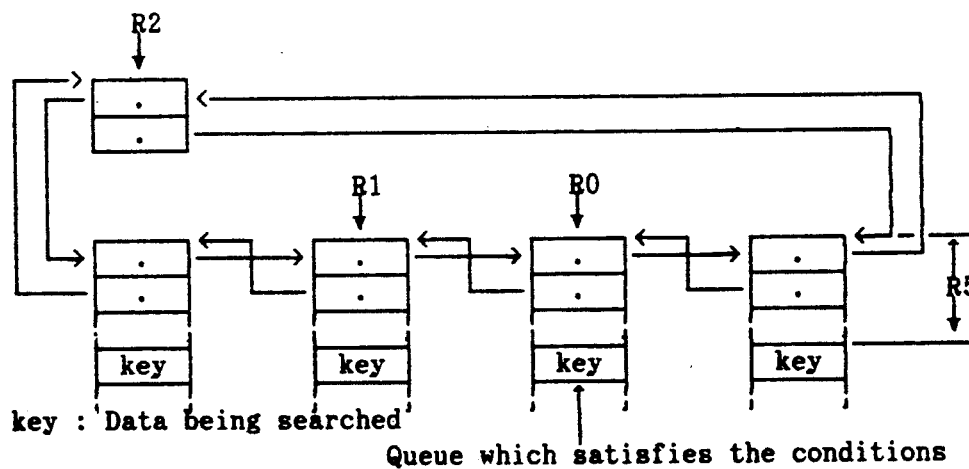 R2
R1 R0
R5
key key key key
key : Data being searched
Queue which satisfies the conditions